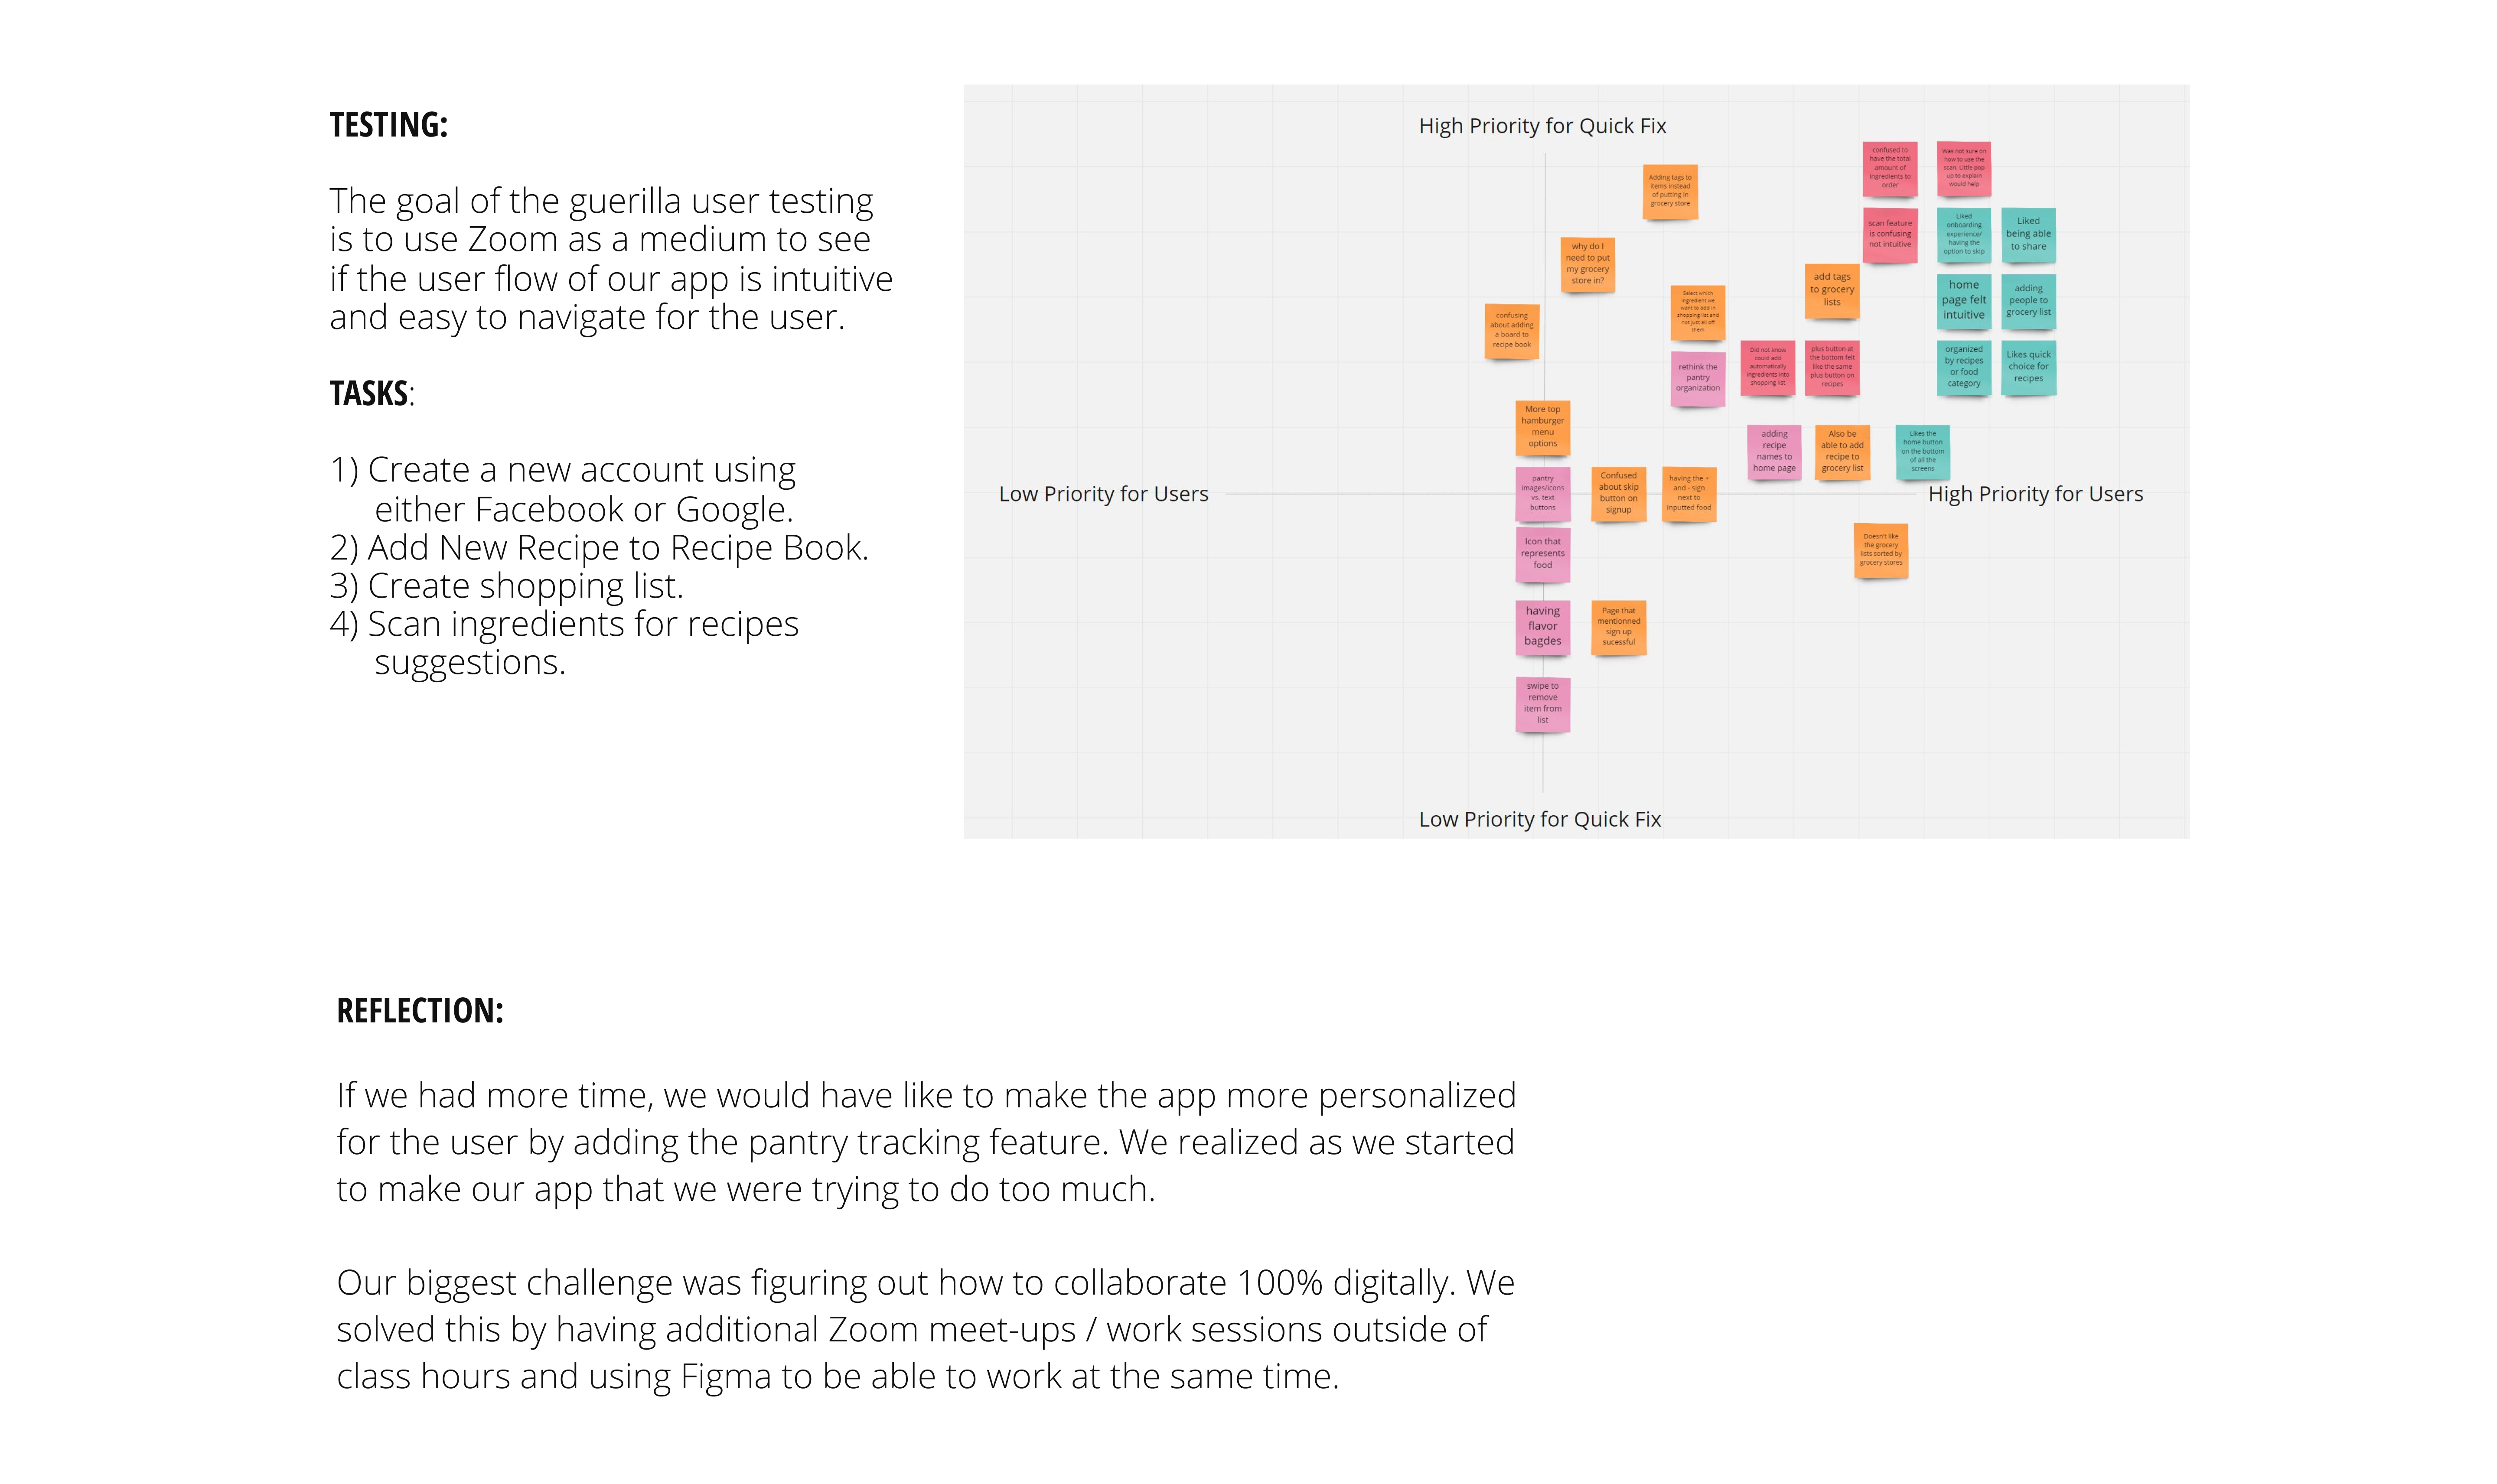 TESTING:
The goal of the guerilla user testing
is to use Zoom as a medium to see
if the user flow of our app is intuitive
and easy to navigate for the user.
TASKS:
1) Create a new account using
either Facebook or Google.
2) Add New Recipe to Recipe Book.
3) Create shopping list.
4) Scan ingredients for recipes
suggestions.
High Priority for Quick Fix
confused to
have the total
amount of
ingredients to
order
Was not sure on
how to use the
scan. Little pop
up to explain
would help
Adding tags to
items instead
of putting in
grocery store
scan feature
is confusing
not intuitive
Liked
onboarding
experience/
having the
option to skip
Liked
being able
to share
why do I
need to put
my grocery
store in?
add tags
to grocery
lists
home
page felt
intuitive
adding
people to
grocery list
Select which
ingredient we
want to add in
shopping list and
not just all off
them
confusing
about adding
a board to
recipe book
rethink the
pantry
organization
Did not know
could add
automatically
ingredients into
shopping list
plus button at
the bottom felt
like the same
plus button on
recipes
organized
by recipes
or food
category
Likes quick
choice for
recipes
More top
hamburger
menu
options
adding
recipe
names to
home page
Also be
able to add
recipe to
grocery list
Likes the
home button
on the bottom
of all the
screens
Low Priority for Users
pantry
images/icons
vs. text
buttons
Confused
about skip
button on
signup
having the +
and - sign
next to
inputted food
High Priority for Users
Icon that
represents
food
Doesn't like
the grocery
lists sorted by
grocery stores
having
flavor
bagdes
Page that
mentionned
sign up
sucessful
swipe to
remove
item from
list
Low Priority for Quick Fix
REFLECTION:
If we had more time, we would have like to make the app more personalized
for the user by adding the pantry tracking feature. We realized as we started
to make our app that we were trying to do too much.
Our biggest challenge was figuring out how to collaborate 100% digitally. We
solved this by having additional Zoom meet-ups / work sessions outside of
class hours and using Figma to be able to work at the same time.